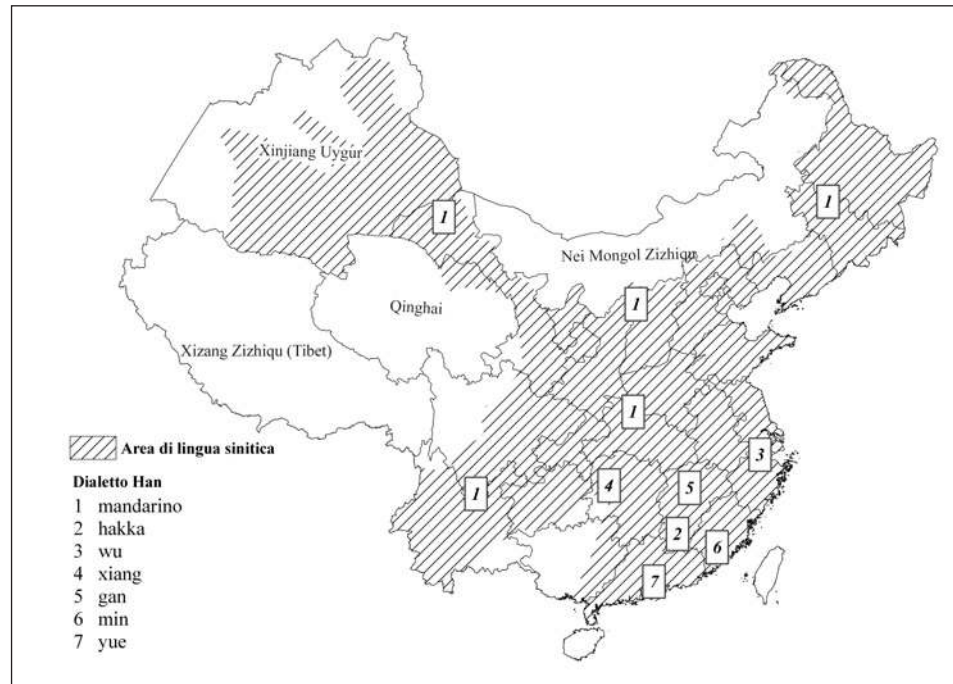 Xinjiang Uygur
1
1
Nei Mongol Zizhiqu
1
Qinghai
Xizang Zizhiqu (Tibet)
1
3
1
4
5
2
6
7
Area di lingua sinitica
Dialetto Han
1 mandarino
2 hakka
3 wu
4 xiang
5 gan
6 min
7 yue